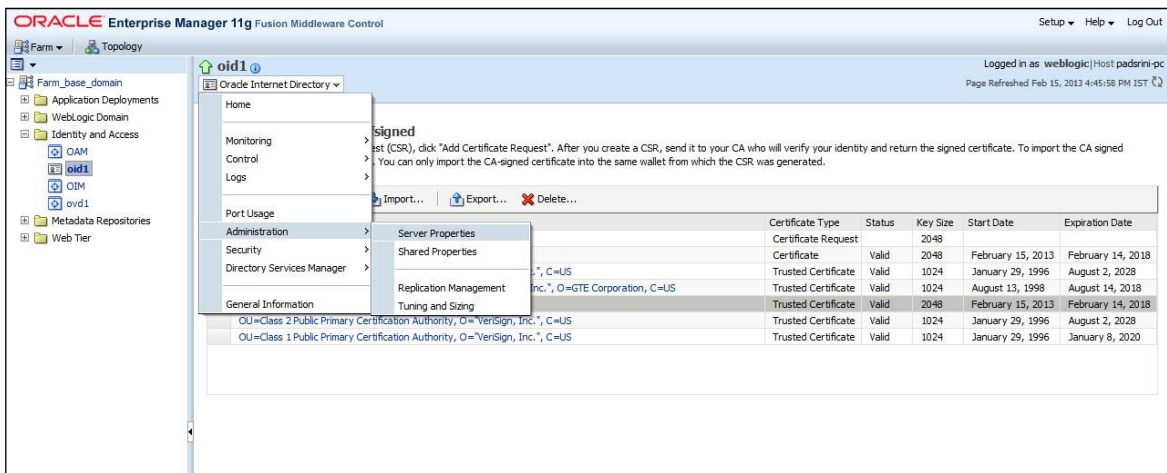 ORACLE Enterprise Manager 11g Fusion Middleware Control
Setup Help Log Out
Farm Topology
Farm_base_domain
Application Deployments
WebLogic Domain
Identity and Access
OAM
oid1
OIM
ovd1
Metadata Repositories
Web Tier
oid1
Logged in as weblogic|Host padsrini-pc
Oracle Internet Directory
Page Refreshed Feb 15, 2013 4:45:58 PM IST
Home
Monitoring
Control
Logs
Port Usage
Administration
Security
Directory Services Manager
General Information
Server Properties
Shared Properties
Replication Management
Tuning and Sizing
signed
est (CSR), click "Add Certificate Request". After you create a CSR, send it to your CA who will verify your identity and return the signed certificate. To import the CA signed
You can only import the CA-signed certificate into the same wallet from which the CSR was generated.
Import... Export... Delete...
Certificate Type Status Key Size Start Date Expiration Date
Certificate Request 2048
Certificate Valid 2048 February 15, 2013 February 14, 2018
.", C=US Trusted Certificate Valid 1024 January 29, 1996 August 2, 2028
Inc.", O=GTE Corporation, C=US Trusted Certificate Valid 1024 August 13, 1998 August 14, 2018
Trusted Certificate Valid 2048 February 15, 2013 February 14, 2018
OU=Class 2 Public Primary Certification Authority, O="VeriSign, Inc.", C=US Trusted Certificate Valid 1024 January 29, 1996 August 2, 2028
OU=Class 1 Public Primary Certification Authority, O="VeriSign, Inc.", C=US Trusted Certificate Valid 1024 January 29, 1996 January 8, 2020